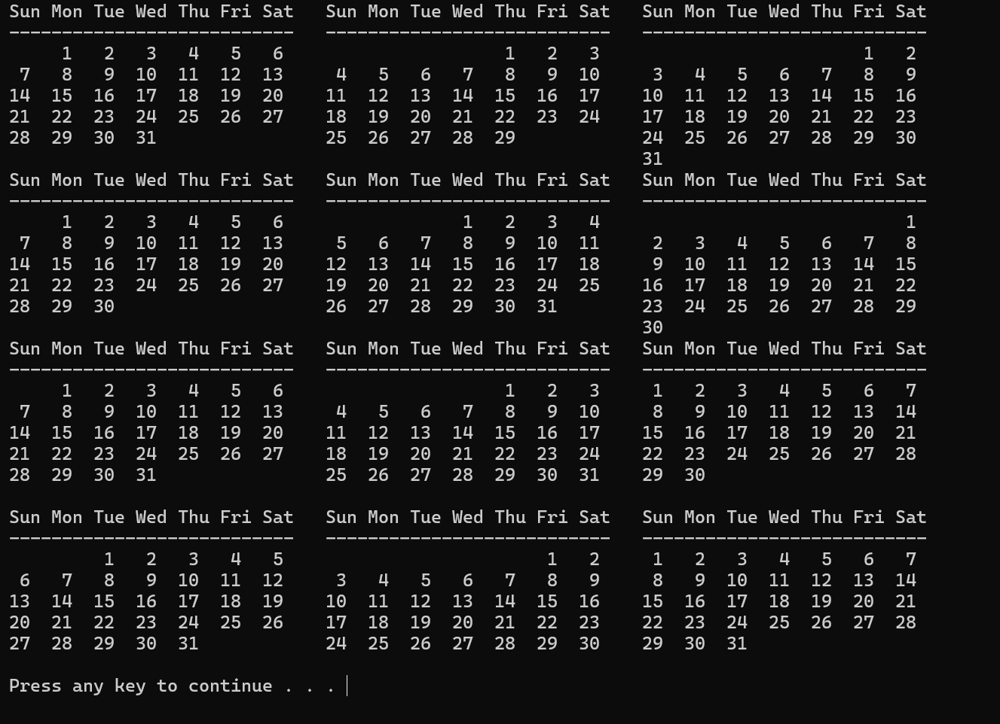 Sun Mon Tue Wed Thu Fri Sat   Sun Mon Tue Wed Thu Fri Sat   Sun Mon Tue Wed Thu Fri Sat
---------------------------   ---------------------------   ---------------------------
     1   2   3   4   5   6                     1   2   3                         1   2
 7   8   9  10  11  12  13     4   5   6   7   8   9  10     3   4   5   6   7   8   9
14  15  16  17  18  19  20    11  12  13  14  15  16  17    10  11  12  13  14  15  16
21  22  23  24  25  26  27    18  19  20  21  22  23  24    17  18  19  20  21  22  23
28  29  30  31                25  26  27  28  29            24  25  26  27  28  29  30
                                                            31
Sun Mon Tue Wed Thu Fri Sat   Sun Mon Tue Wed Thu Fri Sat   Sun Mon Tue Wed Thu Fri Sat
---------------------------   ---------------------------   ---------------------------
     1   2   3   4   5   6                 1   2   3   4                             1
 7   8   9  10  11  12  13     5   6   7   8   9  10  11     2   3   4   5   6   7   8
14  15  16  17  18  19  20    12  13  14  15  16  17  18     9  10  11  12  13  14  15
21  22  23  24  25  26  27    19  20  21  22  23  24  25    16  17  18  19  20  21  22
28  29  30                    26  27  28  29  30  31        23  24  25  26  27  28  29
                                                            30
Sun Mon Tue Wed Thu Fri Sat   Sun Mon Tue Wed Thu Fri Sat   Sun Mon Tue Wed Thu Fri Sat
---------------------------   ---------------------------   ---------------------------
     1   2   3   4   5   6                     1   2   3     1   2   3   4   5   6   7
 7   8   9  10  11  12  13     4   5   6   7   8   9  10     8   9  10  11  12  13  14
14  15  16  17  18  19  20    11  12  13  14  15  16  17    15  16  17  18  19  20  21
21  22  23  24  25  26  27    18  19  20  21  22  23  24    22  23  24  25  26  27  28
28  29  30  31                25  26  27  28  29  30  31    29  30

Sun Mon Tue Wed Thu Fri Sat   Sun Mon Tue Wed Thu Fri Sat   Sun Mon Tue Wed Thu Fri Sat
---------------------------   ---------------------------   ---------------------------
         1   2   3   4   5                         1   2     1   2   3   4   5   6   7
 6   7   8   9  10  11  12     3   4   5   6   7   8   9     8   9  10  11  12  13  14
13  14  15  16  17  18  19    10  11  12  13  14  15  16    15  16  17  18  19  20  21
20  21  22  23  24  25  26    17  18  19  20  21  22  23    22  23  24  25  26  27  28
27  28  29  30  31            24  25  26  27  28  29  30    29  30  31

Press any key to continue . . .